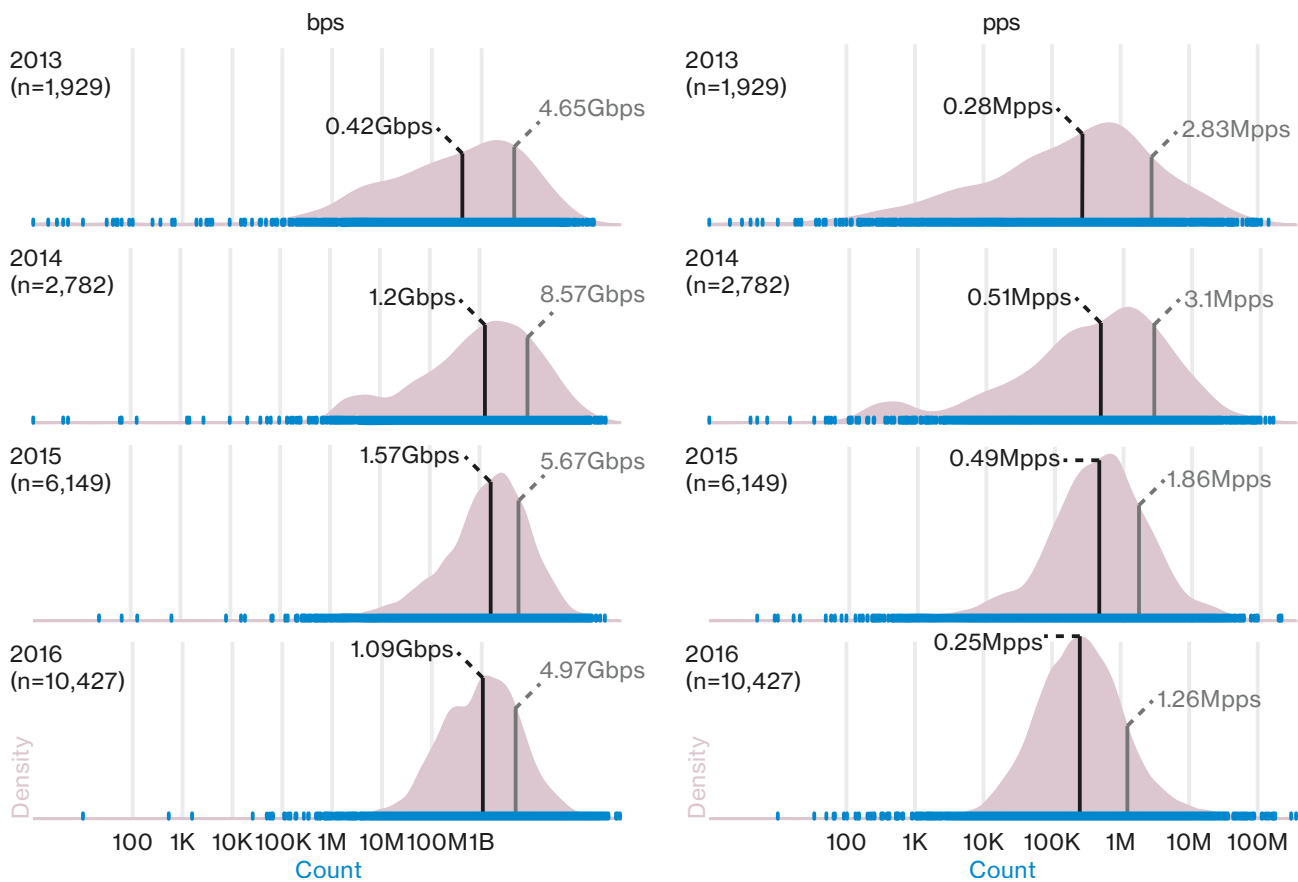 bps
pps
2013
(n=1,929)
0.42Gbps
4.65Gbps
2013
(n=1,929)
0.28Mpps
2.83Mpps
2014
(n=2,782)
1.2Gbps
8.57Gbps
2014
(n=2,782)
0.51Mpps
3.1Mpps
2015
(n=6,149)
1.57Gbps
5.67Gbps
2015
(n=6,149)
0.49Mpps
1.86Mpps
2016
(n=10,427)
1.09Gbps
4.97Gbps
2016
(n=10,427)
0.25Mpps
1.26Mpps
Density
Density
100 1K 10K 100K 1M 10M 100M 1B
100 1K 10K 100K 1M 10M 100M
Count
Count